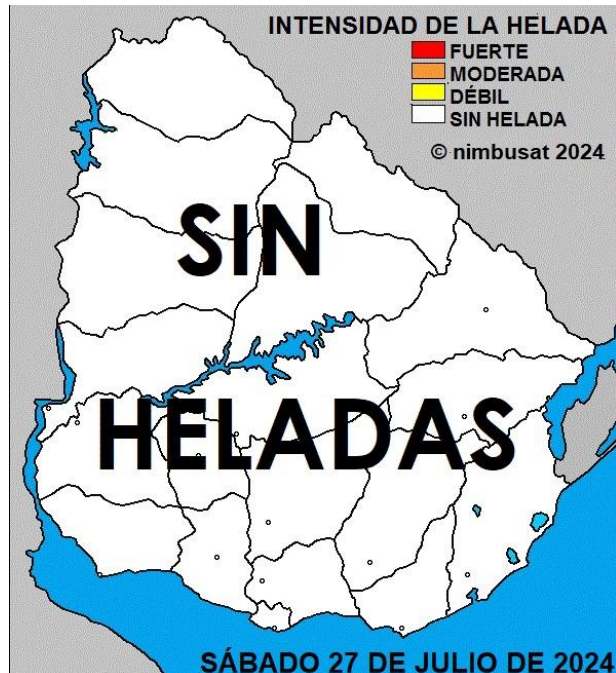 INTENSIDAD DE LA HELADA
FUERTE
MODERADA
DÉBIL
SIN HELADA
© nimbusat 2024
SIN
HELADAS
SÁBADO 27 DE JULIO DE 2024